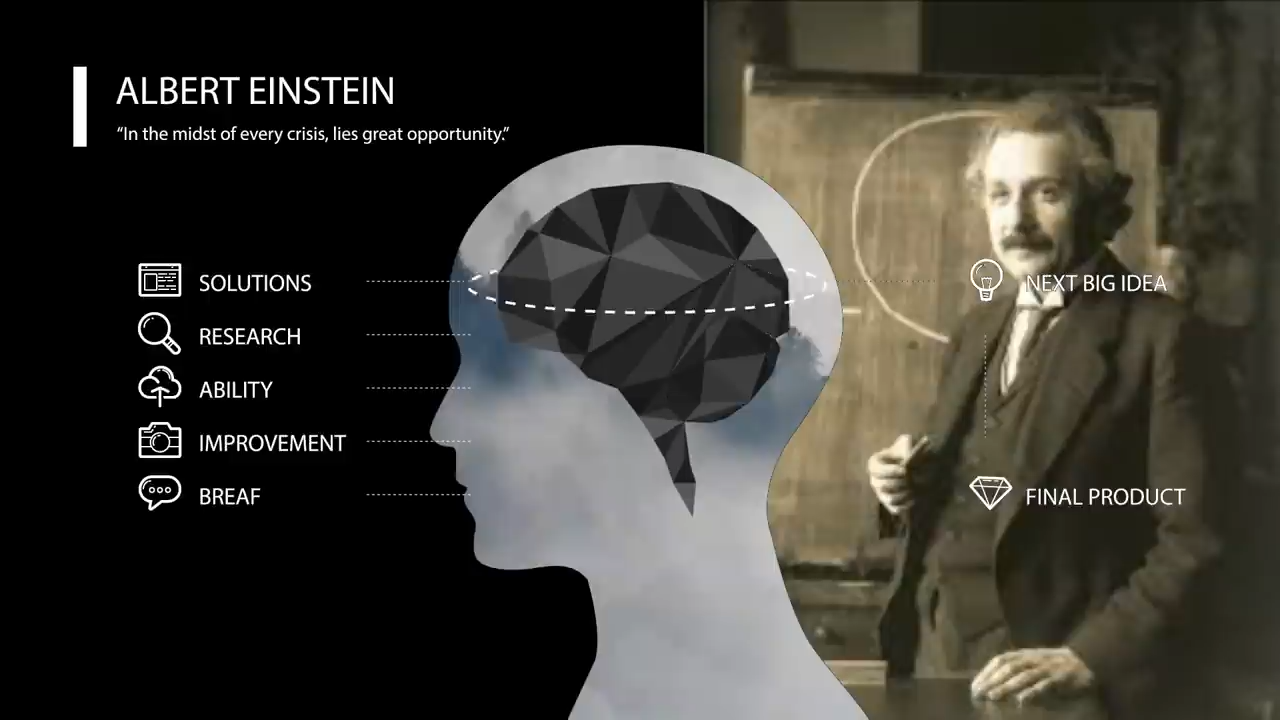 ALBERT EINSTEIN
“In the midst of every crisis, lies great opportunity.”
SOLUTIONS
RESEARCH
ABILITY
IMPROVEMENT
BREAF
NEXT BIG IDEA
FINAL PRODUCT